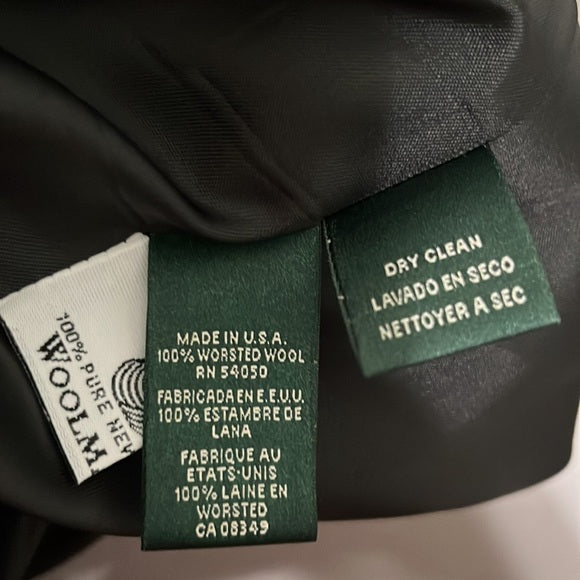 100% PURE NEW
WOOLM
MADE IN U.S.A.
100% WORSTED WOOL
RN 54050
FABRICADA EN E.E.U.U.
100% ESTAMBRE DE
LANA
FABRIQUE AU
ETATS-UNIS
100% LAINE EN
WORSTED
CA 08349
DRY CLEAN
LAVADO EN SECO
NETTOYER A SEC